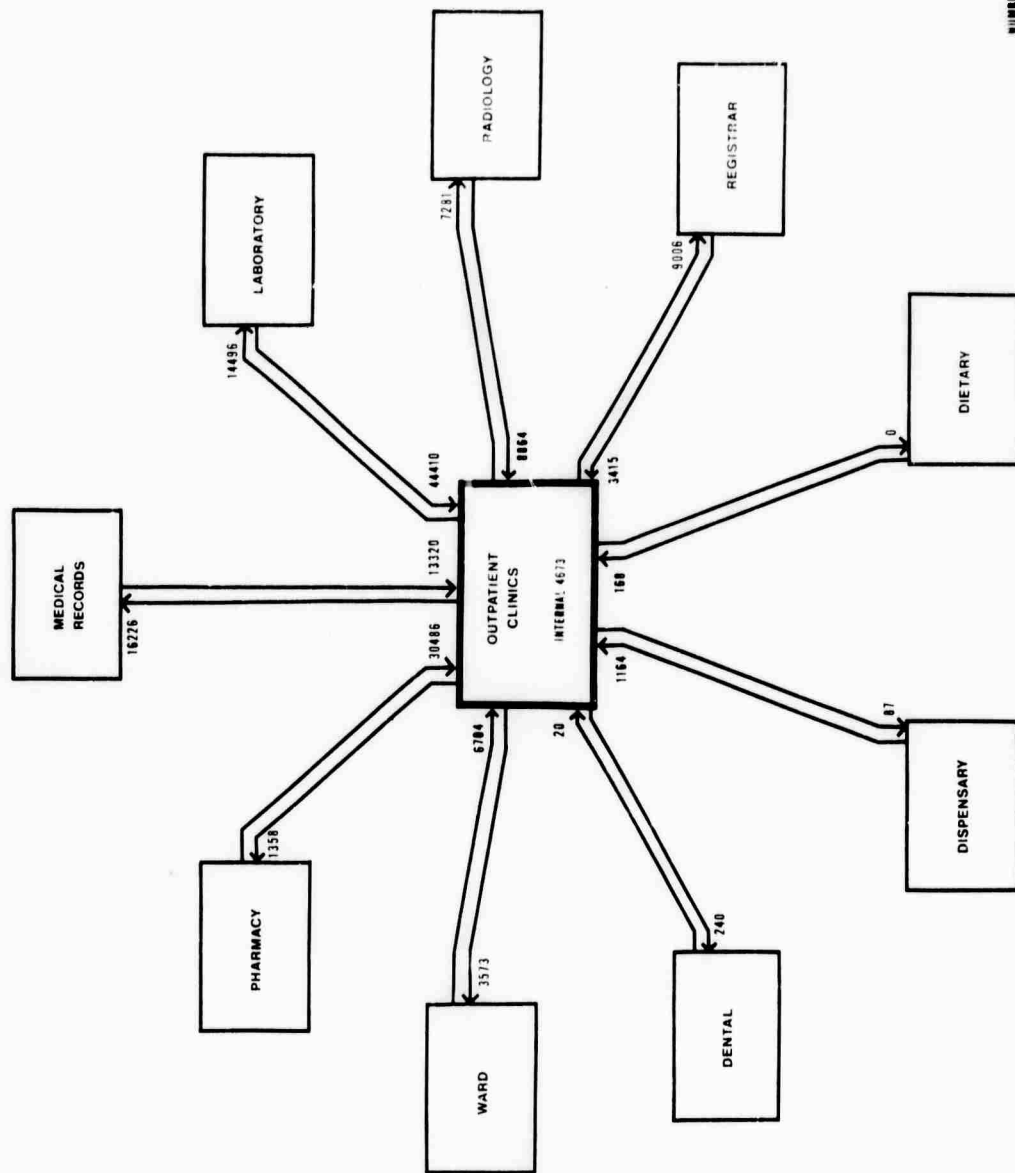 MEDICAL
RECORDS
16226
13320
LABORATORY
14496
44410
RADIOLOGY
7281
8864
REGISTRAR
9006
3415
DIETARY
0
168
DISPENSARY
87
1164
DENTAL
240
20
WARD
3573
6784
PHARMACY
1358
30486
OUTPATIENT
CLINICS
INTERNAL 4673